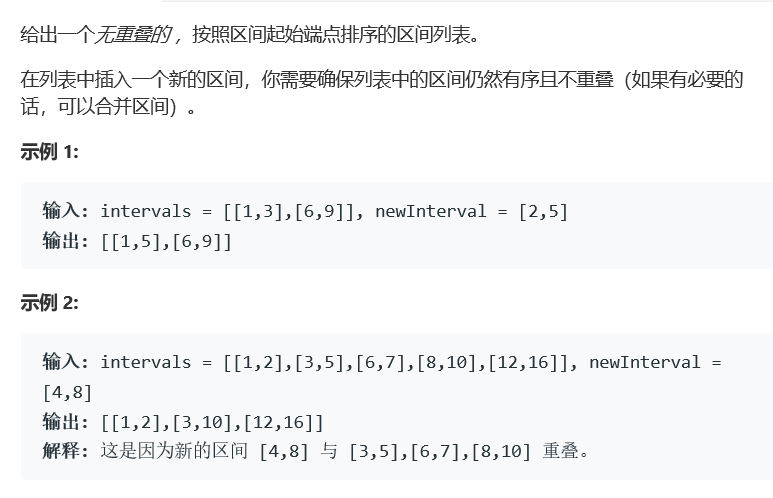 给出一个无重叠的 ，按照区间起始端点排序的区间列表。
在列表中插入一个新的区间，你需要确保列表中的区间仍然有序且不重叠（如果有必要的
话，可以合并区间）。
示例 1:
输入: intervals = [[1,3],[6,9]], newInterval = [2,5]
输出: [[1,5],[6,9]]
示例 2:
输入: intervals = [[1,2],[3,5],[6,7],[8,10],[12,16]], newInterval =
[4,8]
输出: [[1,2],[3,10],[12,16]]
解释: 这是因为新的区间 [4,8] 与 [3,5],[6,7],[8,10] 重叠。